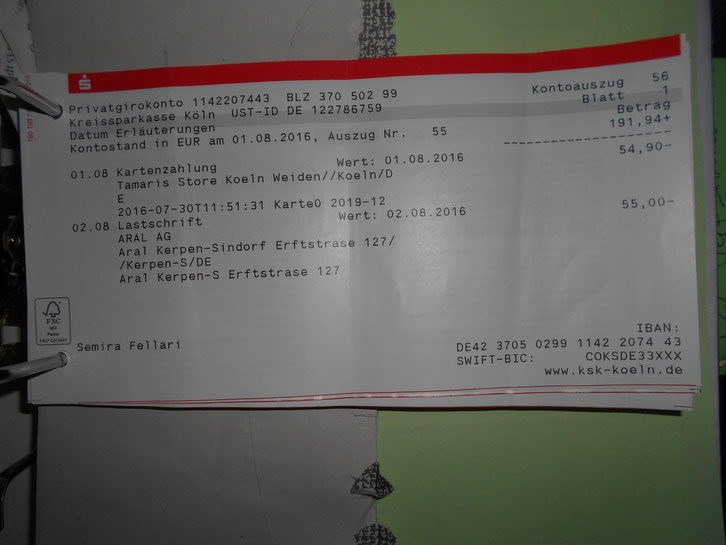 Privatgirokonto 1142207443 BLZ 370 502 99 Kontoauszug 56
Kreissparkasse Köln UST-ID DE 122786759 Blatt 1
Datum Erläuterungen Betrag
Kontostand in EUR am 01.08.2016, Auszug Nr. 55 191,94+
01.08 Kartenzahlung Wert: 01.08.2016 54,90-
Tamaris Store Koeln Weiden//Koeln/D
E
2016-07-30T11:51:31 Karte0 2019-12
02.08 Lastschrift Wert: 02.08.2016 55,00-
ARAL AG
Aral Kerpen-Sindorf Erftstrase 127/
/Kerpen-S/DE
Aral Kerpen-S Erftstrase 127
FSC
MIX
Papier
Semira Fellari
IBAN:
DE42 3705 0299 1142 2074 43
SWIFT-BIC: COKSDE33XXX
www.ksk-koeln.de